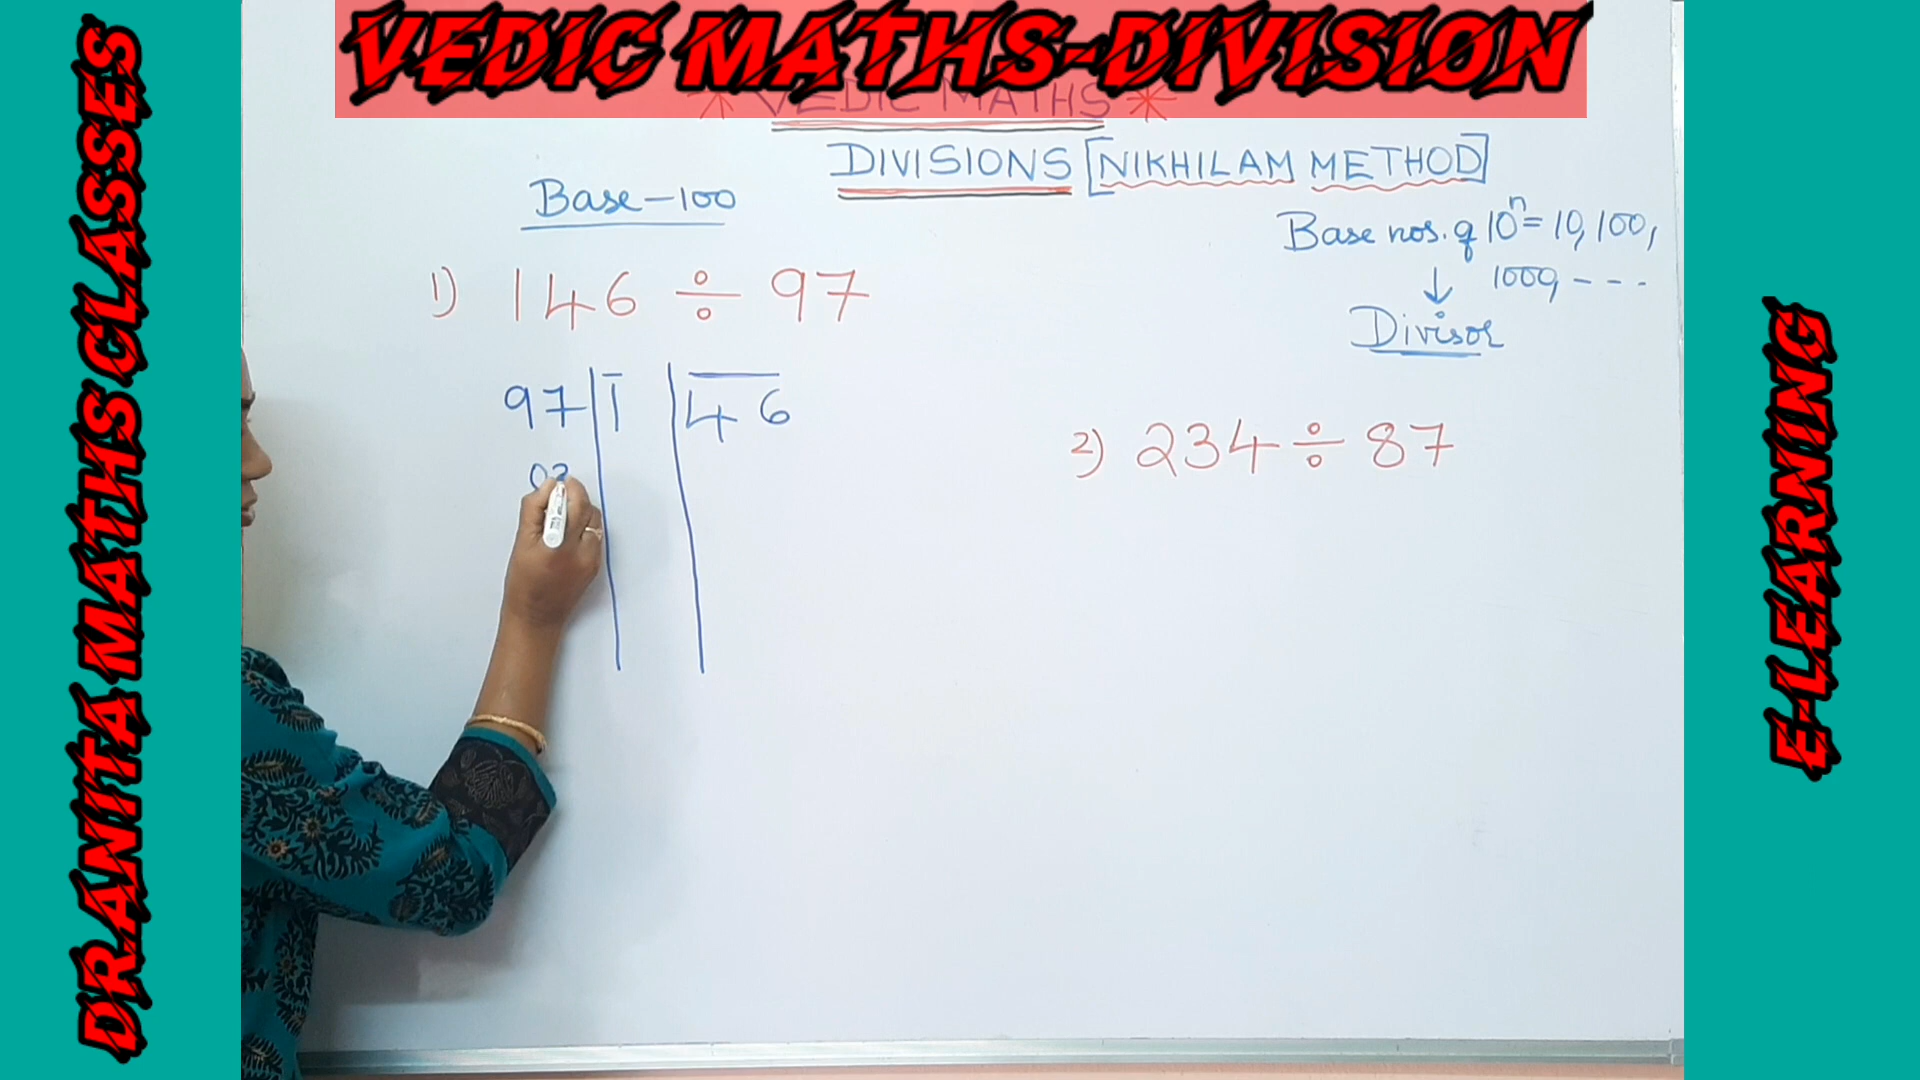 VEDIC MATHS-DIVISION
VEDIC MATHS
DIVISIONS [NIKHILAM METHOD]
Base-100
Base nos. of 10ⁿ = 10, 100,
1000, ---
↓
Divisor
1) 146 ÷ 97
97 | 1 | 46
03
2) 234 ÷ 87
DR.ANITA MATHS CLASSES
E-LEARNING